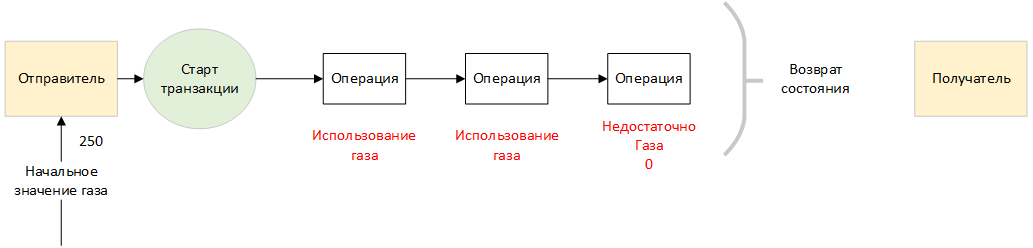 Отправитель
Старт
транзакции
Операция
Операция
Операция
Возврат
состояния
Получатель
250
Начальное
значение газа
Использование
газа
Использование
газа
Недостаточно
Газа
0